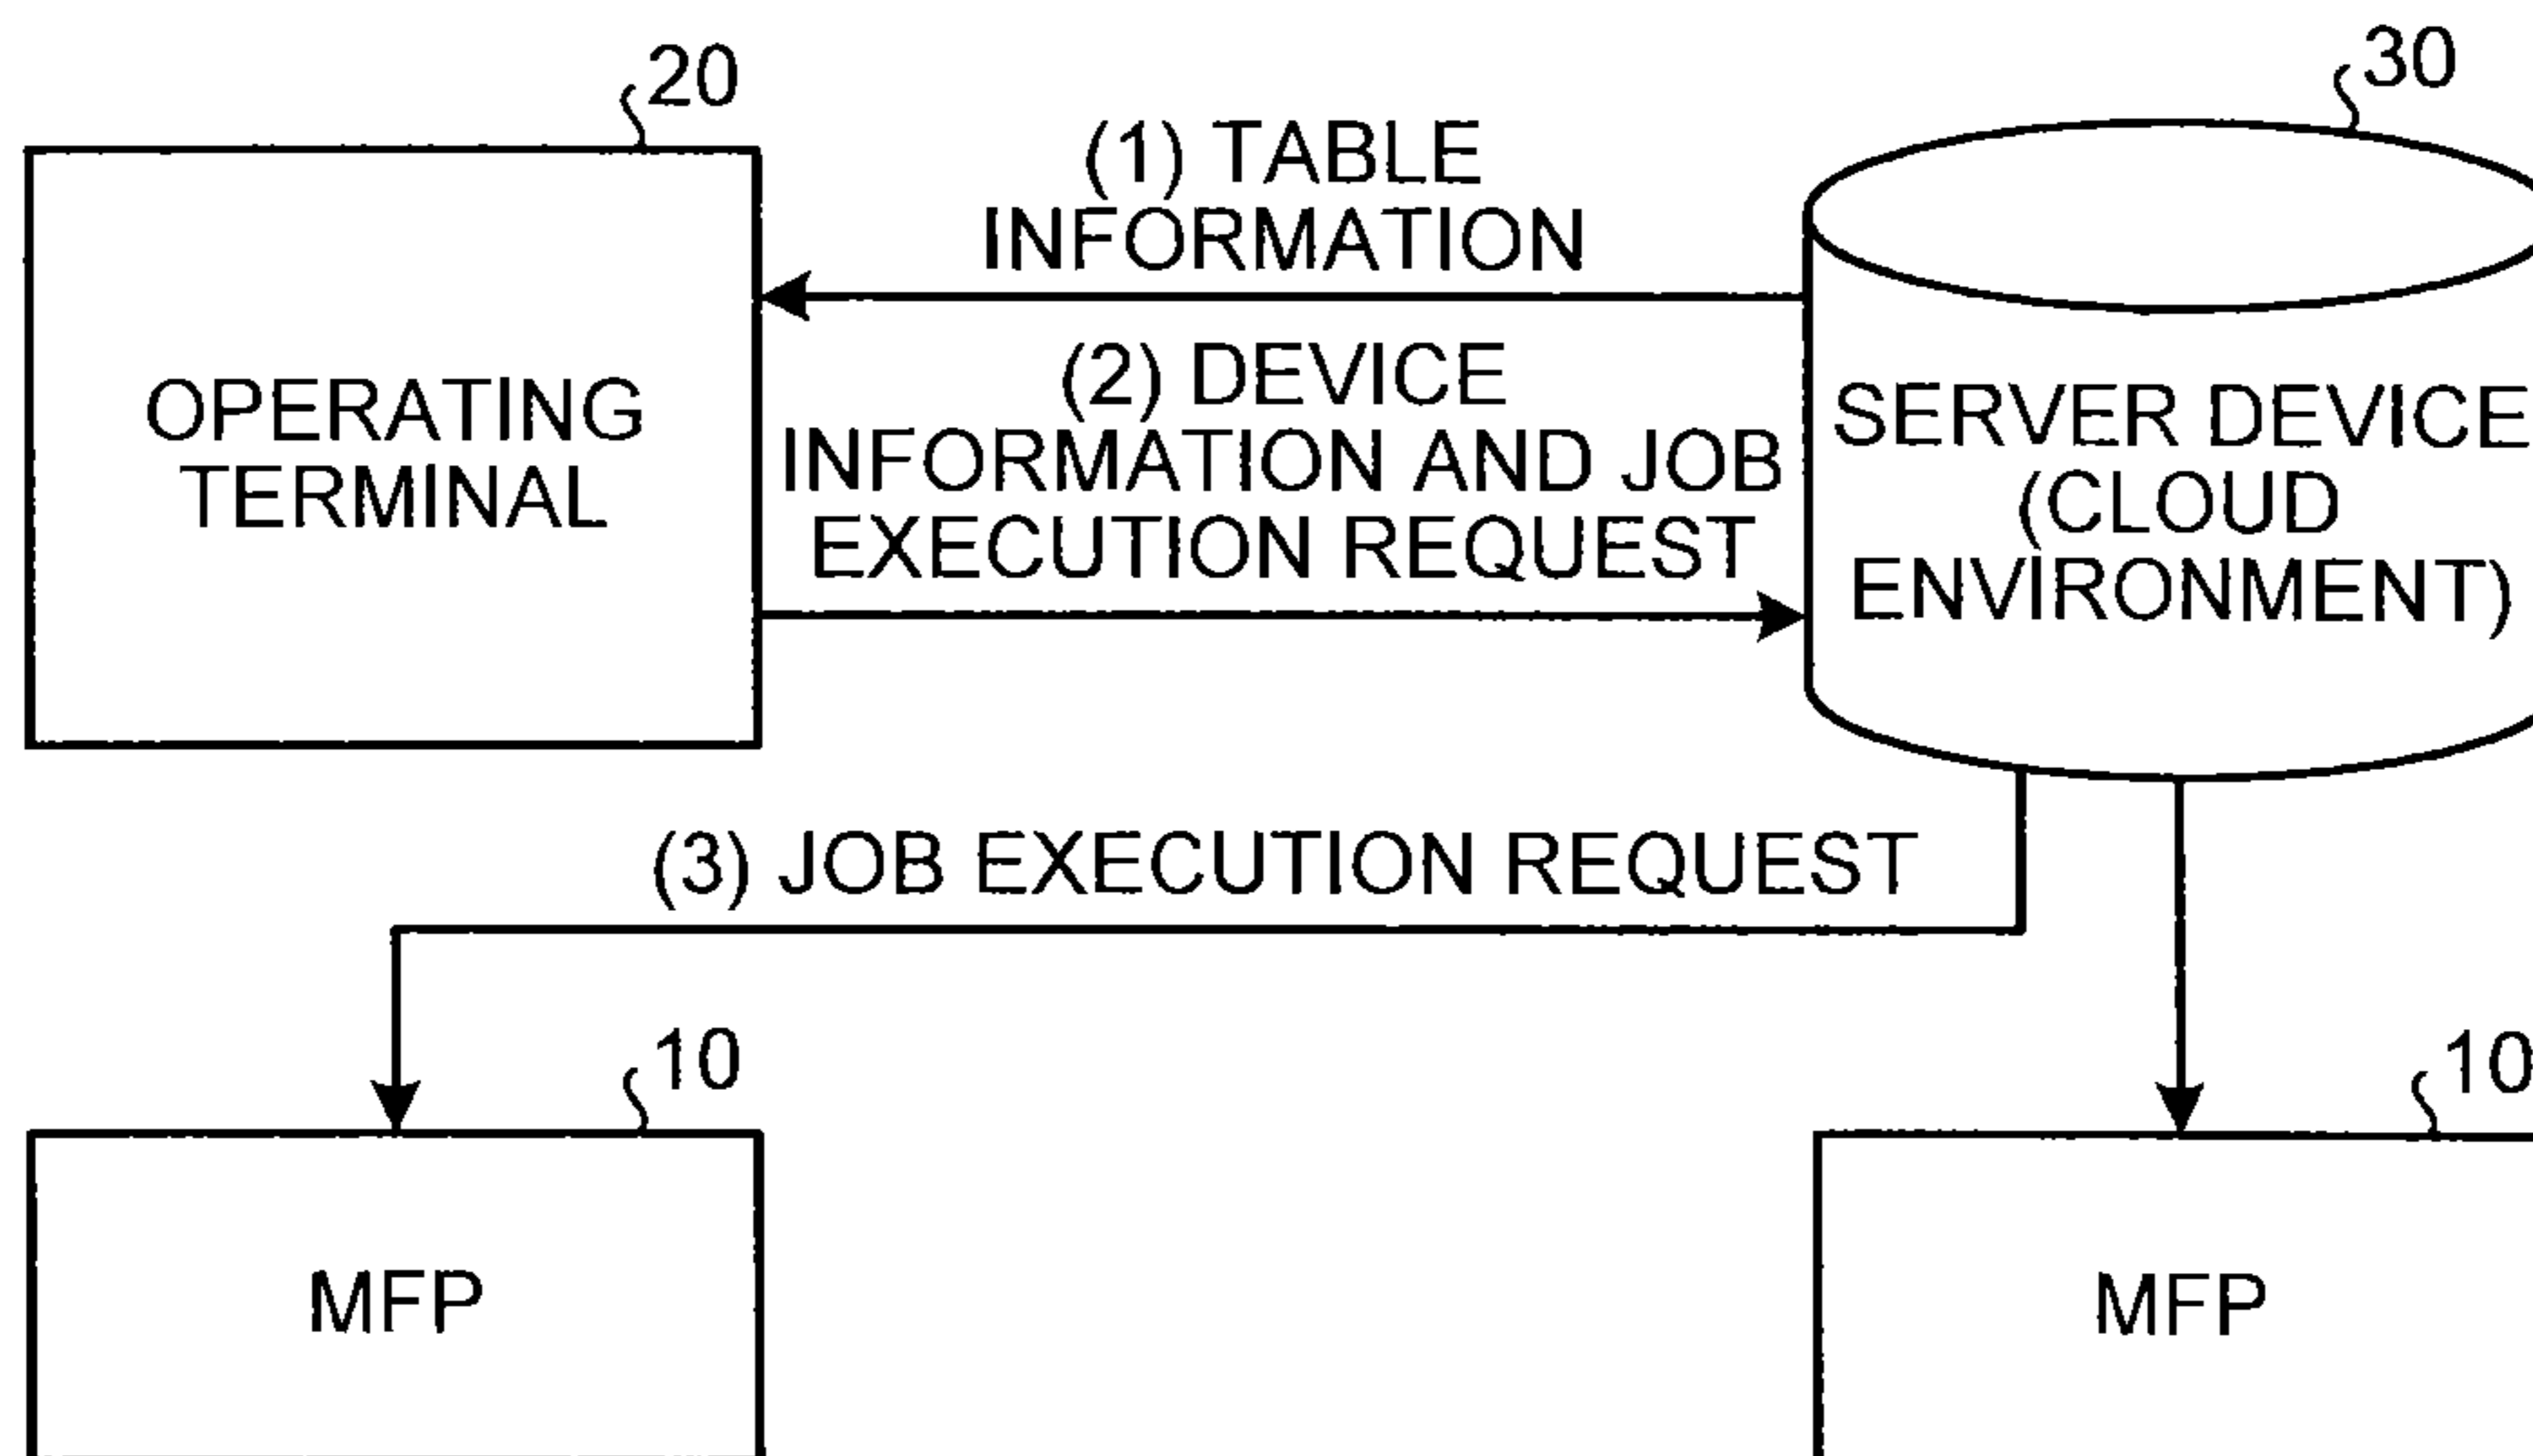 20
30
(1) TABLE
INFORMATION
(2) DEVICE
INFORMATION AND JOB
EXECUTION REQUEST
OPERATING
TERMINAL
SERVER DEVICE
(CLOUD
ENVIRONMENT)
(3) JOB EXECUTION REQUEST
10
10
MFP
MFP